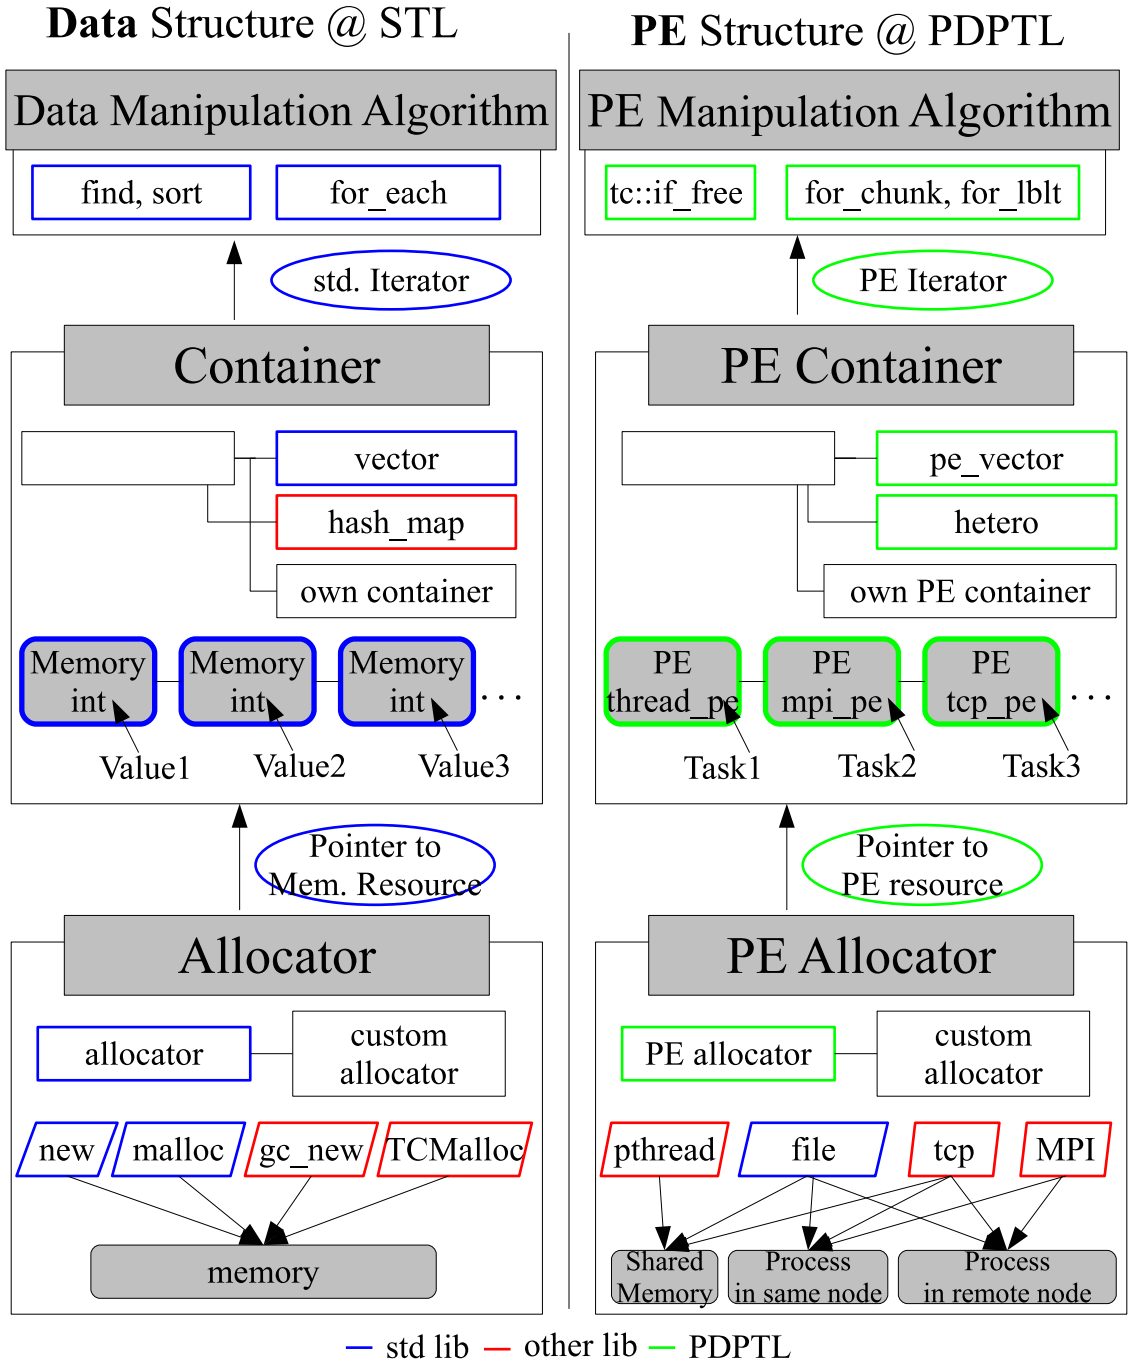 Data Structure @ STL
Data Manipulation Algorithm
find, sort
for_each
std. Iterator
Container
vector
hash_map
own container
Memory
int
Memory
int
Memory
int
. . .
Value1
Value2
Value3
Pointer to
Mem. Resource
Allocator
allocator
custom
allocator
new
malloc
gc_new
TCMalloc
memory
PE Structure @ PDPTL
PE Manipulation Algorithm
tc::if_free
for_chunk, for_lblt
PE Iterator
PE Container
pe_vector
hetero
own PE container
PE
thread_pe
PE
mpi_pe
PE
tcp_pe
. . .
Task1
Task2
Task3
Pointer to
PE resource
PE Allocator
PE allocator
custom
allocator
pthread
file
tcp
MPI
Shared
Memory
Process
in same node
Process
in remote node
std lib
other lib
PDPTL